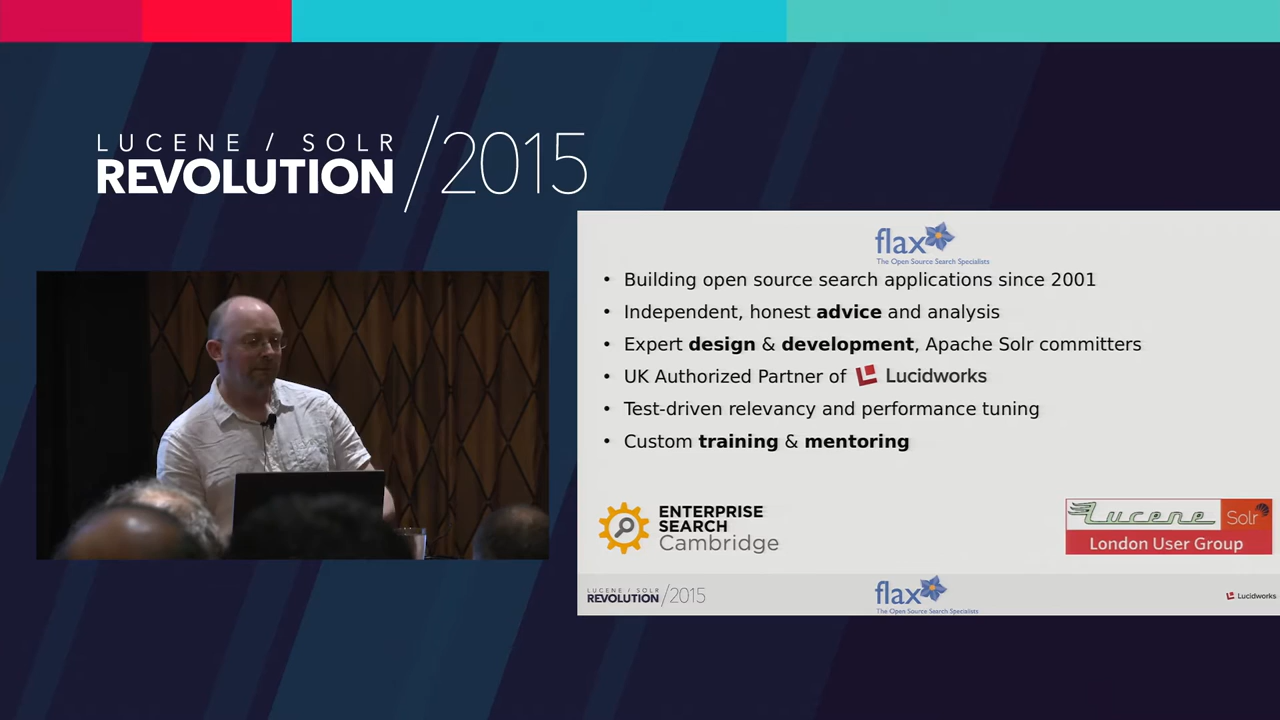 LUCENE / SOLR
REVOLUTION /2015
flax
The Open Source Search Specialists
• Building open source search applications since 2001
• Independent, honest advice and analysis
• Expert design & development, Apache Solr committers
• UK Authorized Partner of Lucidworks
• Test-driven relevancy and performance tuning
• Custom training & mentoring
ENTERPRISE
SEARCH
Cambridge
Lucene Solr
London User Group
LUCENE / SOLR
REVOLUTION /2015
flax
The Open Source Search Specialists
Lucidworks